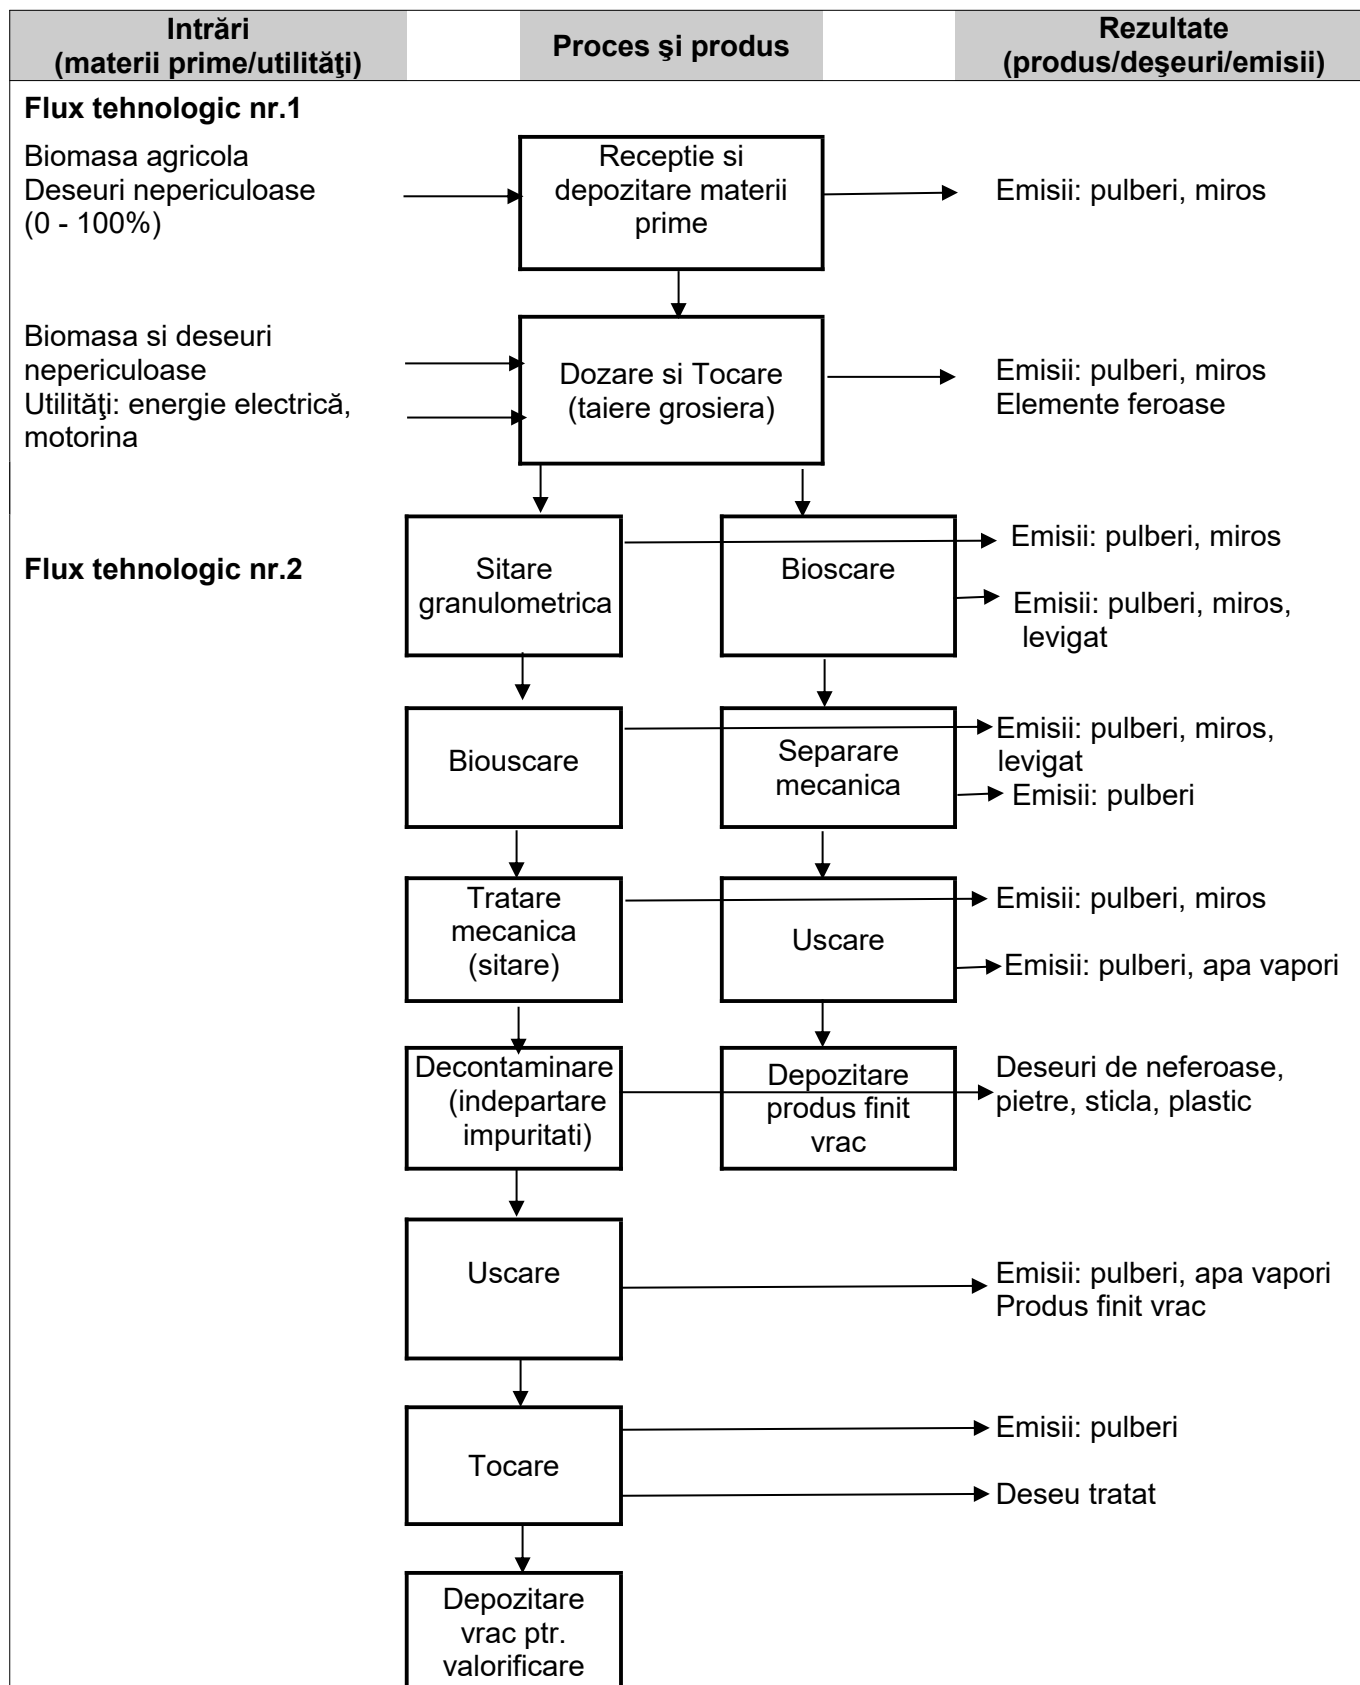 Intrări
(materii prime/utilităţi)
Proces şi produs
Rezultate
(produs/deşeuri/emisii)
Flux tehnologic nr.1
Biomasa agricola
Deseuri nepericuloase
(0 - 100%)
Receptie si
depozitare materii
prime
Emisii: pulberi, miros
Biomasa si deseuri
nepericuloase
Utilităţi: energie electrică,
motorina
Dozare si Tocare
(taiere grosiera)
Emisii: pulberi, miros
Elemente feroase
Flux tehnologic nr.2
Sitare
granulometrica
Bioscare
Emisii: pulberi, miros
Emisii: pulberi, miros,
levigat
Biouscare
Separare
mecanica
Emisii: pulberi, miros,
levigat
Emisii: pulberi
Tratare
mecanica
(sitare)
Uscare
Emisii: pulberi, miros
Emisii: pulberi, apa vapori
Decontaminare
(indepartare
impuritati)
Depozitare
produs finit
vrac
Deseuri de neferoase,
pietre, sticla, plastic
Uscare
Emisii: pulberi, apa vapori
Produs finit vrac
Tocare
Emisii: pulberi
Deseu tratat
Depozitare
vrac ptr.
valorificare